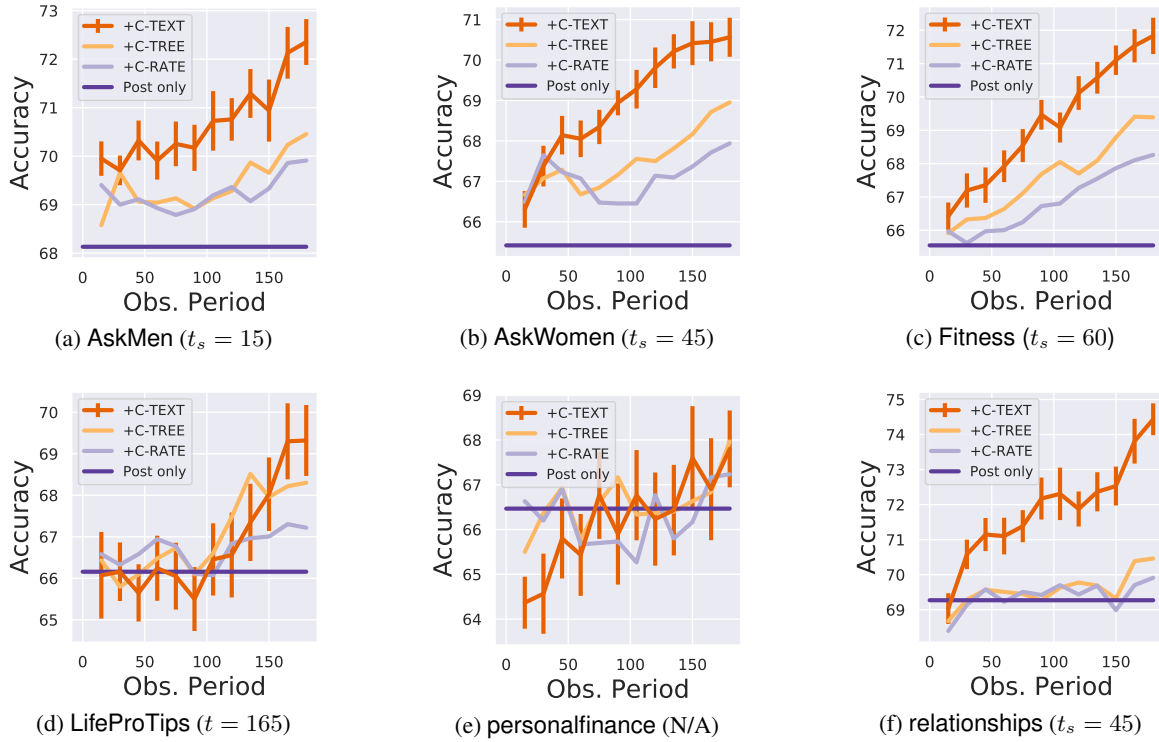 +C-TEXT
+C-TREE
+C-RATE
Post only
73
72
71
70
69
68
Accuracy
0 50 100 150
Obs. Period
(a) AskMen (t_s = 15)
+C-TEXT
+C-TREE
+C-RATE
Post only
71
70
69
68
67
66
Accuracy
0 50 100 150
Obs. Period
(b) AskWomen (t_s = 45)
+C-TEXT
+C-TREE
+C-RATE
Post only
72
71
70
69
68
67
66
Accuracy
0 50 100 150
Obs. Period
(c) Fitness (t_s = 60)
+C-TEXT
+C-TREE
+C-RATE
Post only
70
69
68
67
66
65
Accuracy
0 50 100 150
Obs. Period
(d) LifeProTips (t = 165)
+C-TEXT
+C-TREE
+C-RATE
Post only
69
68
67
66
65
64
Accuracy
0 50 100 150
Obs. Period
(e) personalfinance (N/A)
+C-TEXT
+C-TREE
+C-RATE
Post only
75
74
73
72
71
70
69
Accuracy
0 50 100 150
Obs. Period
(f) relationships (t_s = 45)